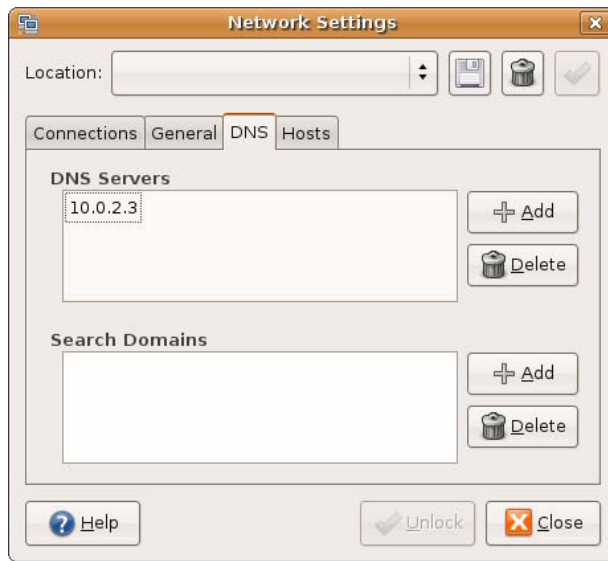 Network Settings
Location:
Connections General DNS Hosts
DNS Servers
10.0.2.3
Add
Delete
Search Domains
Add
Delete
Help
Unlock
Close